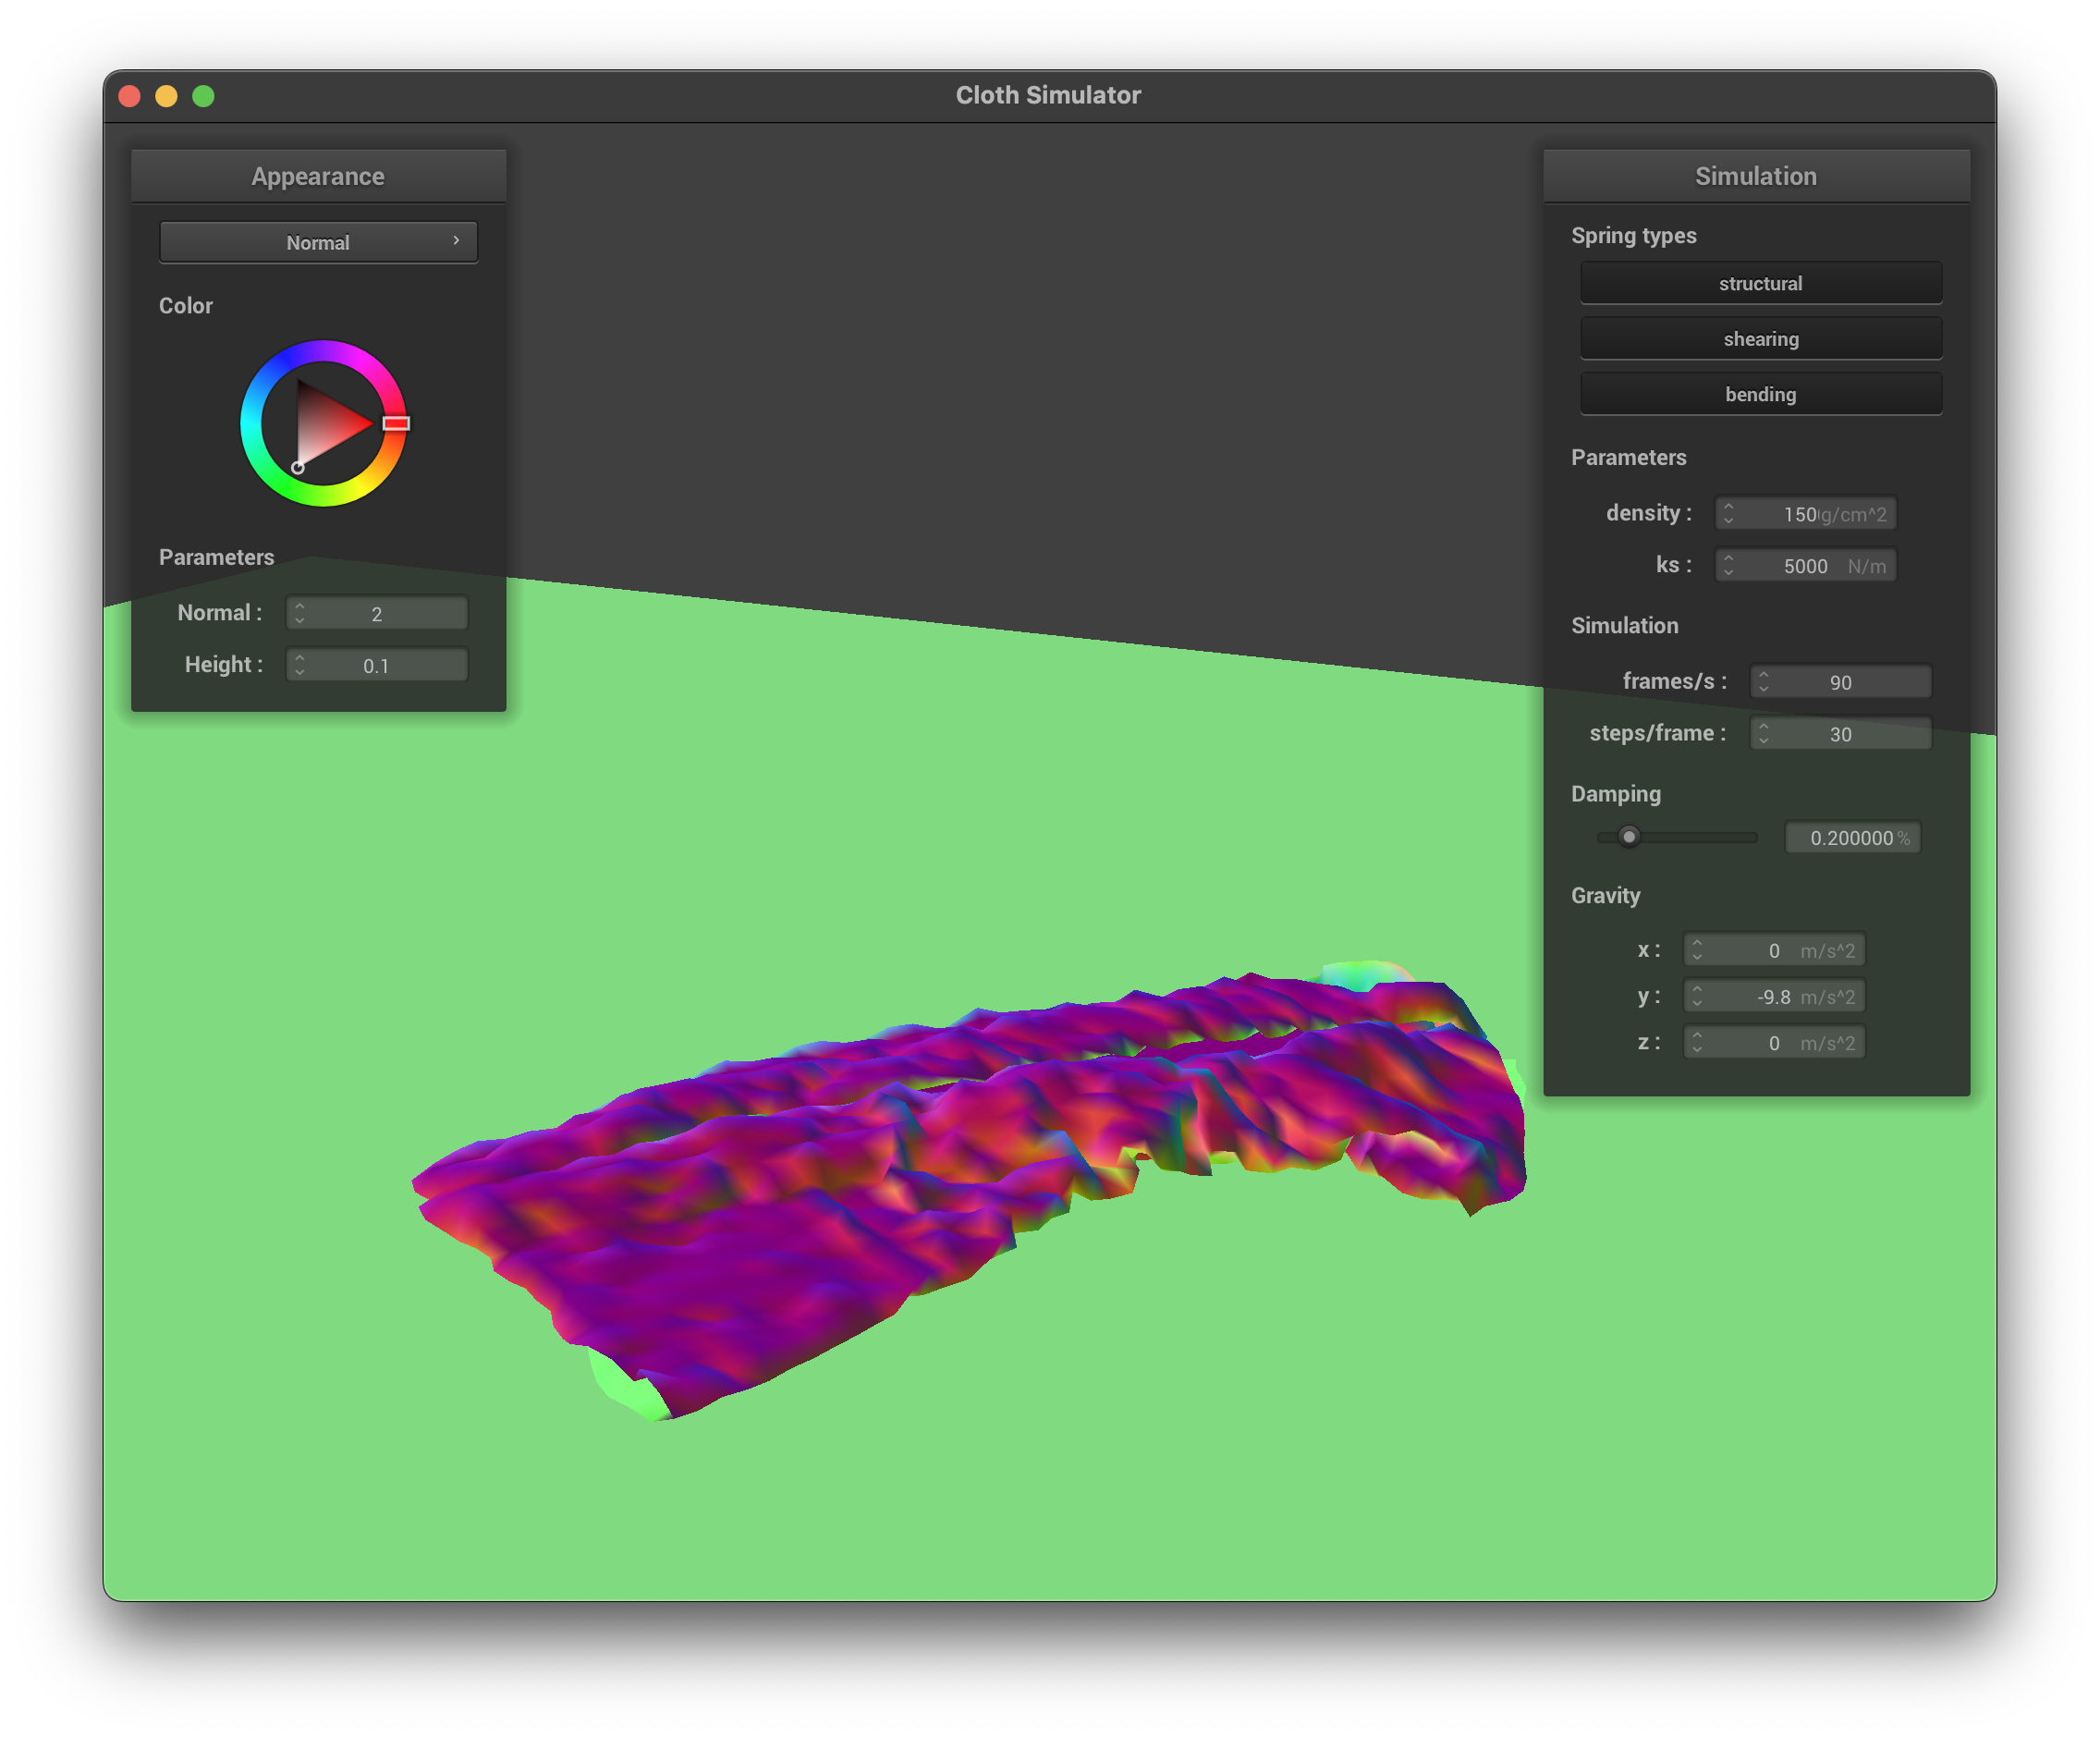 Cloth Simulator
Appearance
Normal
Color
Parameters
Normal : 2
Height : 0.1
Simulation
Spring types
structural
shearing
bending
Parameters
density : 150 g/cm^2
ks : 5000 N/m
Simulation
frames/s : 90
steps/frame : 30
Damping
0.200000 %
Gravity
x : 0 m/s^2
y : -9.8 m/s^2
z : 0 m/s^2